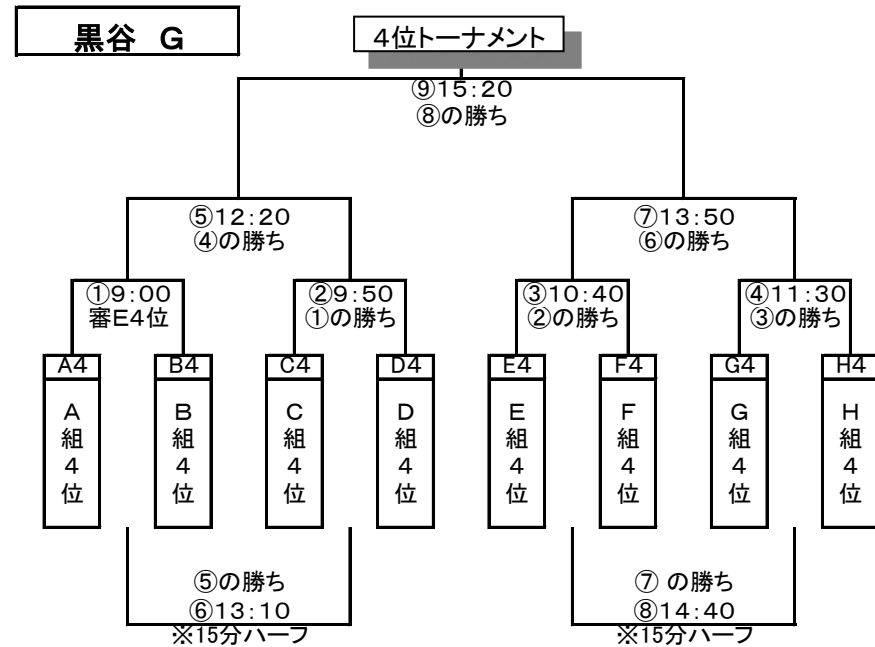 黒谷　G
4位トーナメント
⑨15：20
⑧の勝ち
⑤12：20
④の勝ち
⑦13：50
⑥の勝ち
①9：00
審E4位
②9：50
①の勝ち
③10：40
②の勝ち
④11：30
③の勝ち
A4
B4
C4
D4
E4
F4
G4
H4
A組4位
B組4位
C組4位
D組4位
E組4位
F組4位
G組4位
H組4位
⑤の勝ち
⑥13：10
※15分ハーフ
⑦ の勝ち
⑧14：40
※15分ハーフ